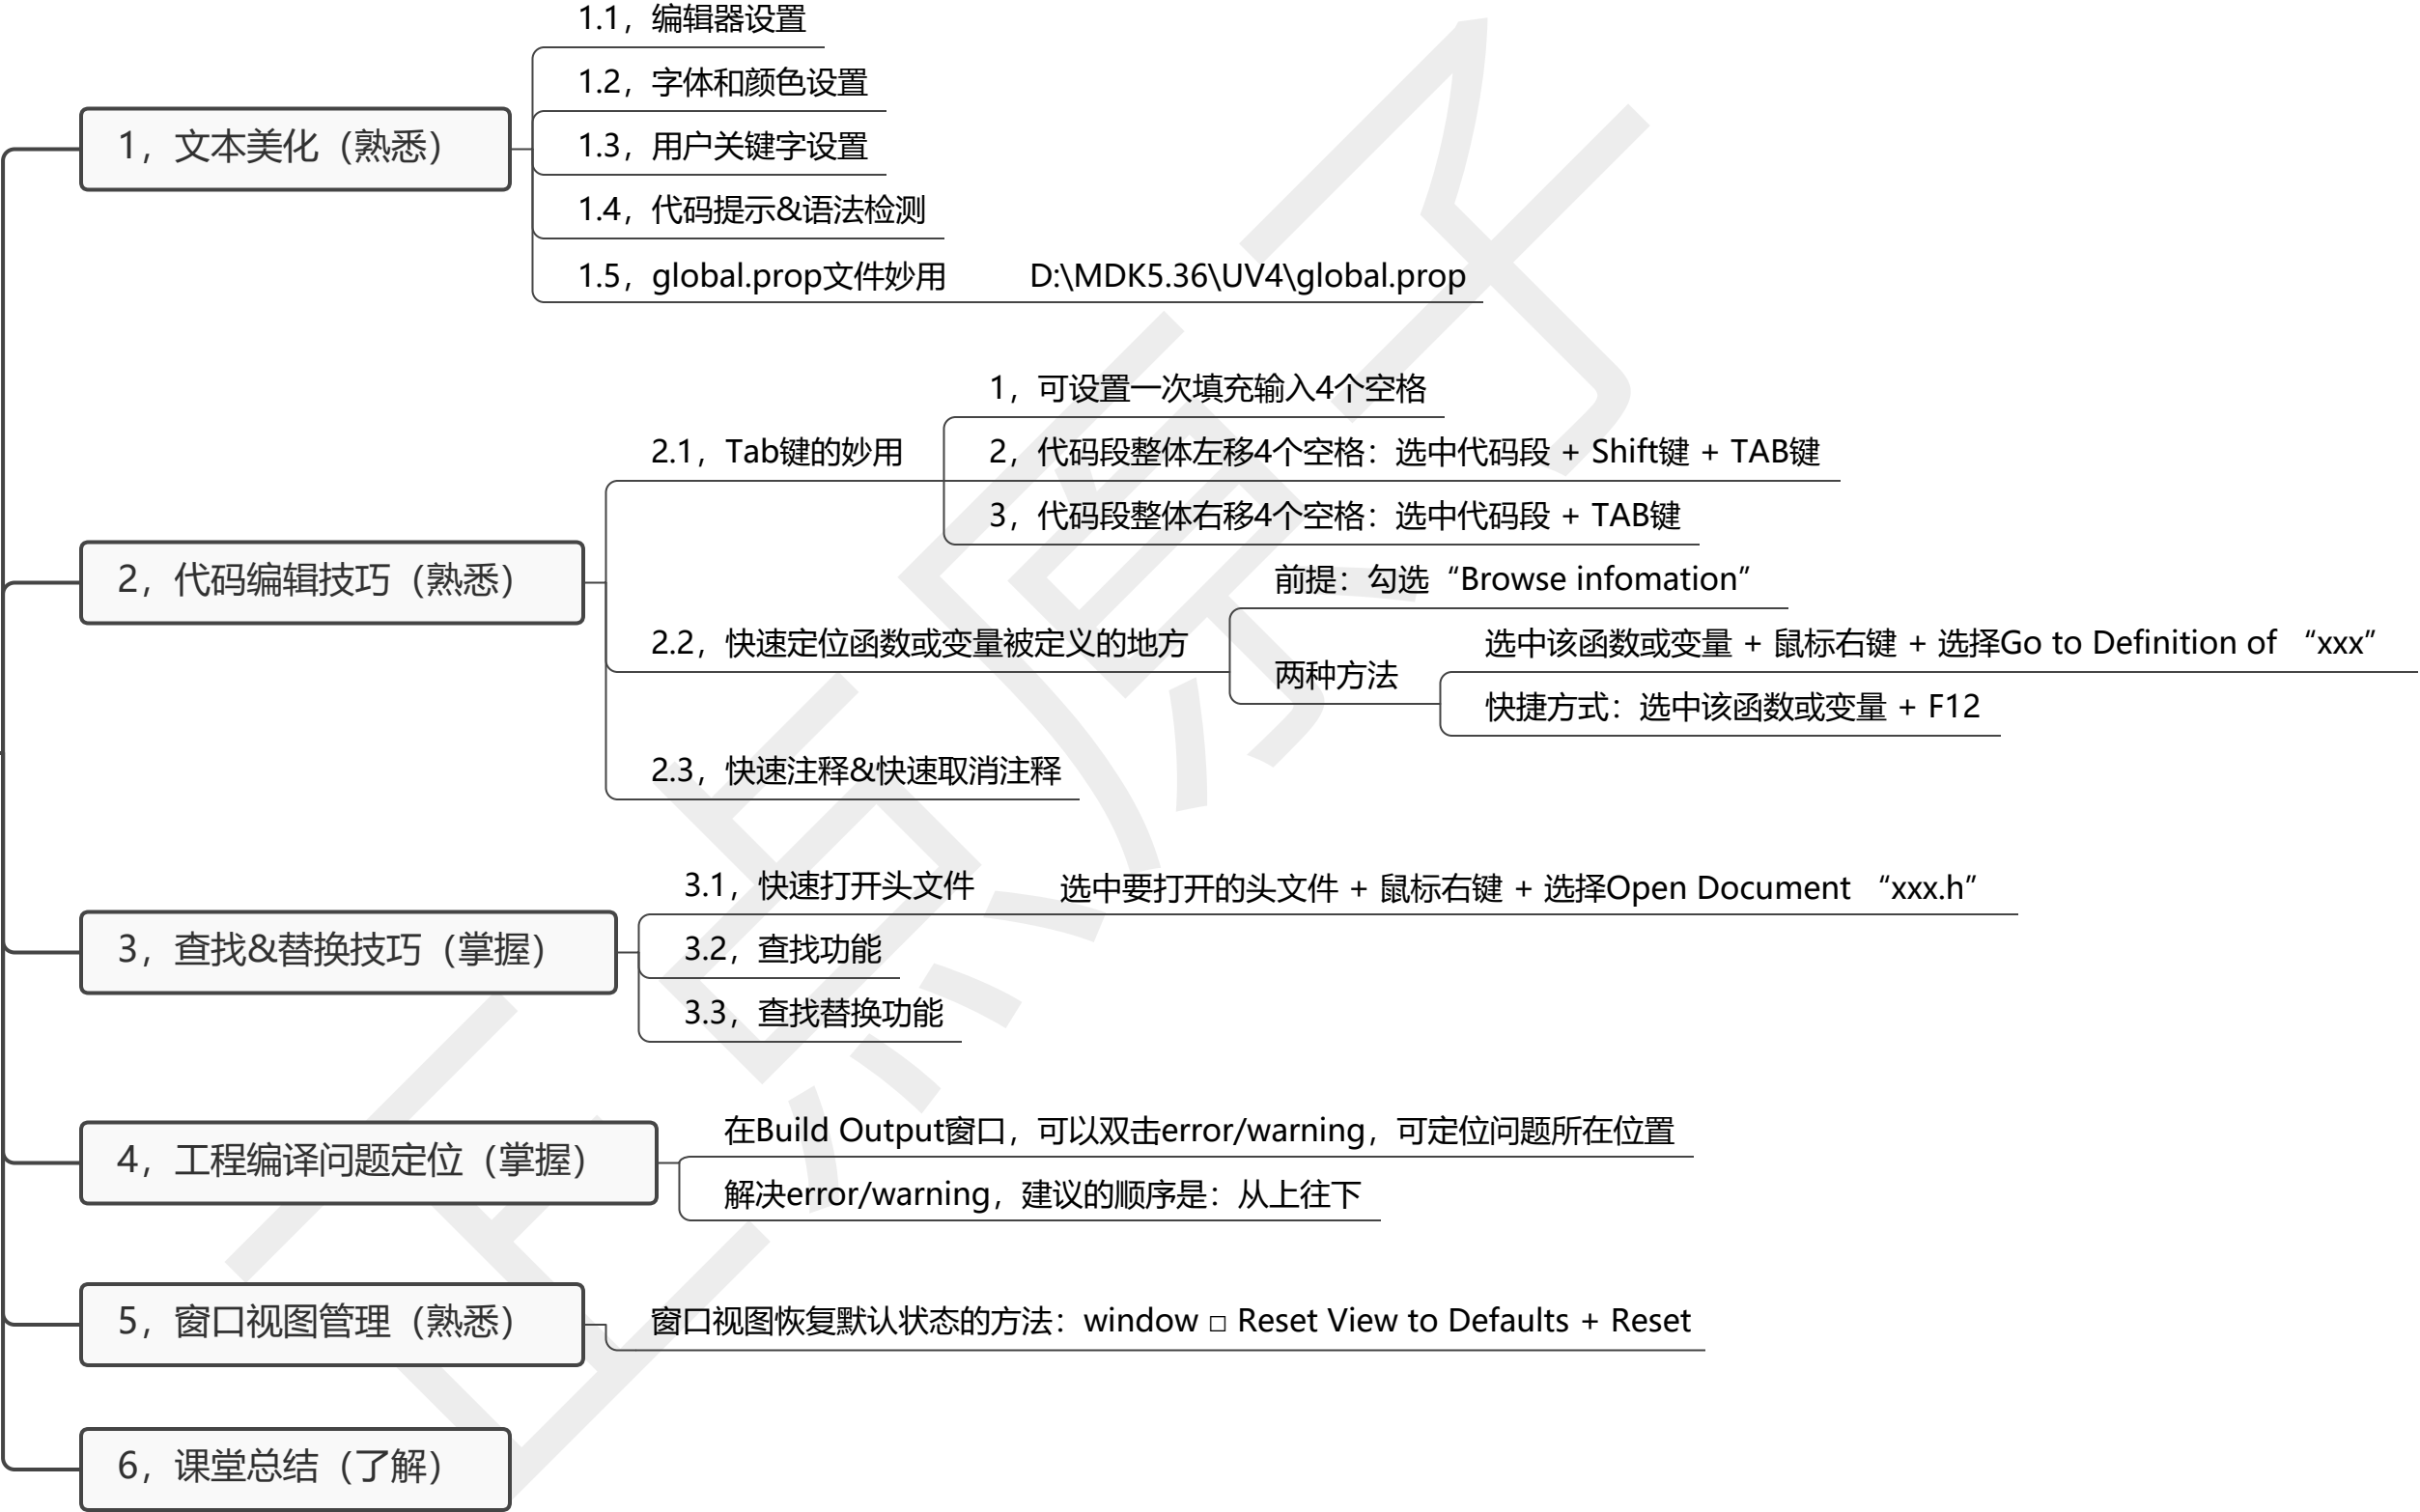 1.1，编辑器设置
1.2，字体和颜色设置
1，文本美化（熟悉）
1.3，用户关键字设置
1.4，代码提示&语法检测
1.5，global.prop文件妙用 D:\MDK5.36\UV4\global.prop
1，可设置一次填充输入4个空格
2.1，Tab键的妙用
2，代码段整体左移4个空格：选中代码段 + Shift键 + TAB键
3，代码段整体右移4个空格：选中代码段 + TAB键
2，代码编辑技巧（熟悉）
前提：勾选“Browse infomation”
2.2，快速定位函数或变量被定义的地方
两种方法
选中该函数或变量 + 鼠标右键 + 选择Go to Definition of “xxx”
快捷方式：选中该函数或变量 + F12
2.3，快速注释&快速取消注释
3，查找&替换技巧（掌握）
3.1，快速打开头文件 选中要打开的头文件 + 鼠标右键 + 选择Open Document “xxx.h”
3.2，查找功能
3.3，查找替换功能
4，工程编译问题定位（掌握）
在Build Output窗口，可以双击error/warning，可定位问题所在位置
解决error/warning，建议的顺序是：从上往下
5，窗口视图管理（熟悉）
窗口视图恢复默认状态的方法：window □ Reset View to Defaults + Reset
6，课堂总结（了解）
正点原子